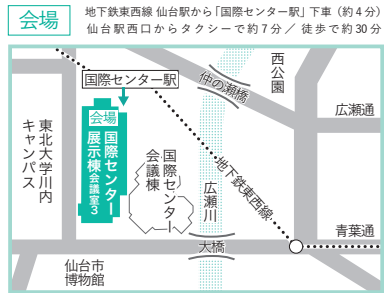 会場
地下鉄東西線 仙台駅から「国際センター駅」下車（約4分）
仙台駅西口からタクシーで約7分／徒歩で約30分
国際センター駅
仲の瀬橋
西公園
広瀬通
東北大学川内
キャンパス
会場
国際センター
展示棟会議室3
国際センター
会議棟
広瀬川
地下鉄東西線
青葉通
大橋
仙台市
博物館